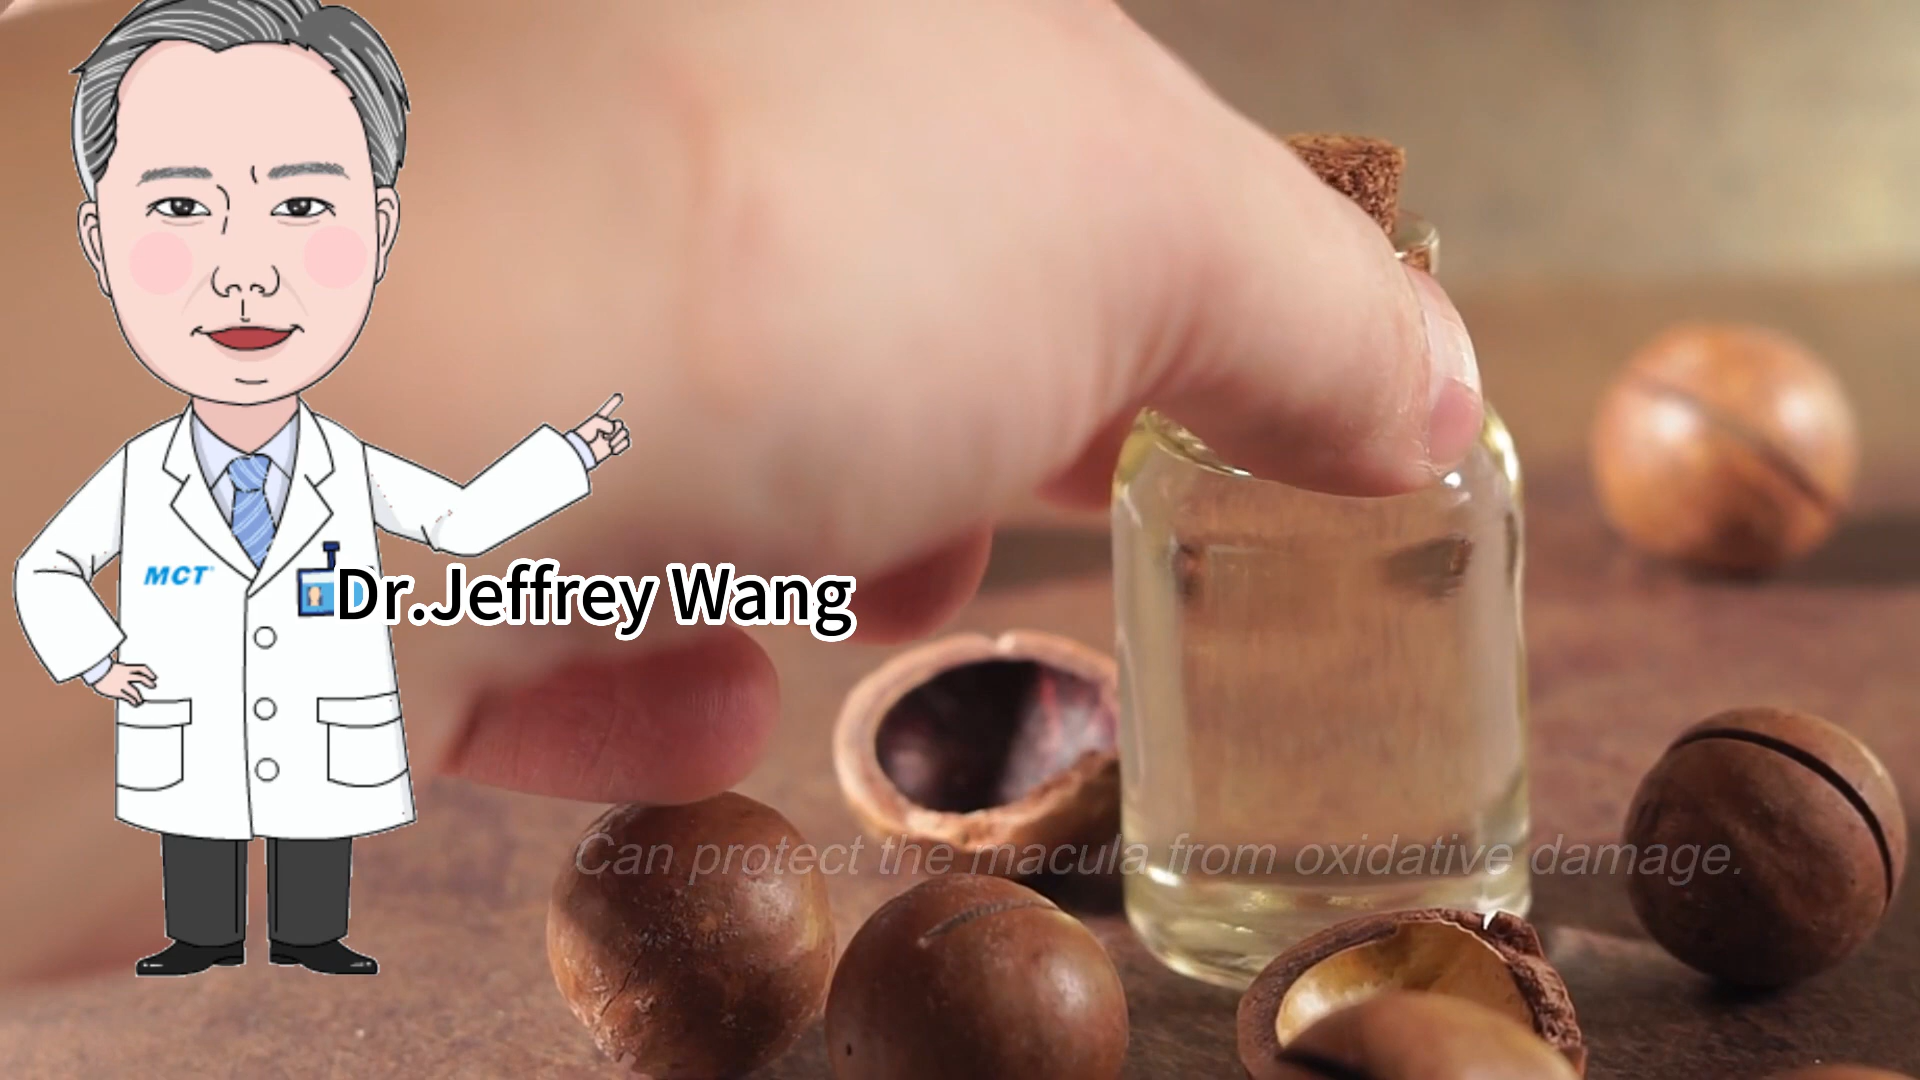 MCT
Dr.Jeffrey Wang
Can protect the macula from oxidative damage.